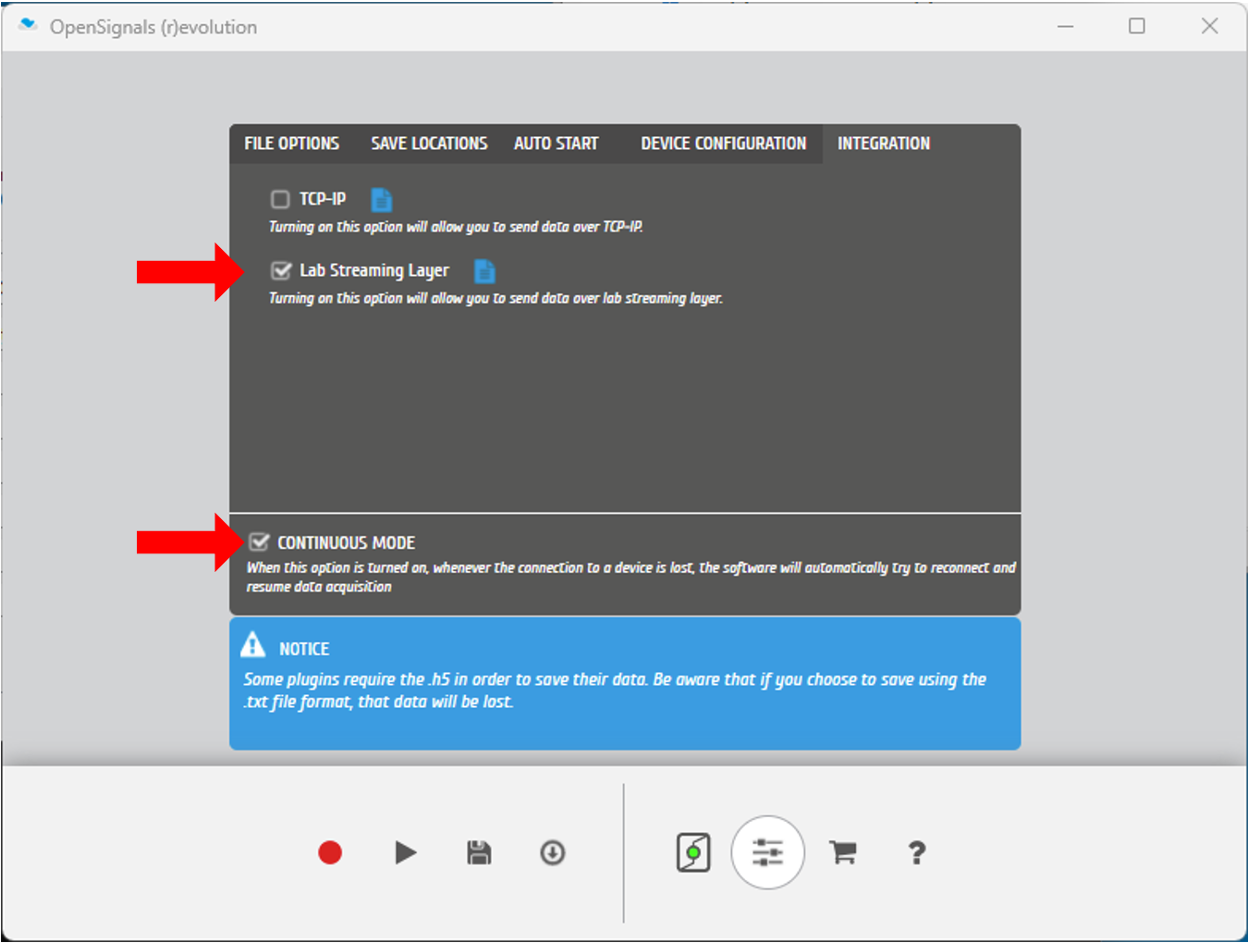 OpenSignals (r)evolution
FILE OPTIONS SAVE LOCATIONS AUTO START DEVICE CONFIGURATION INTEGRATION
TCP-IP
Turning on this option will allow you to send data over TCP-IP.
Lab Streaming Layer
Turning on this option will allow you to send data over lab streaming layer.
CONTINUOUS MODE
When this option is turned on, whenever the connection to a device is lost, the software will automatically try to reconnect and
resume data acquisition
NOTICE
Some plugins require the .h5 in order to save their data. Be aware that if you choose to save using the
.txt file format, that data will be lost.
?